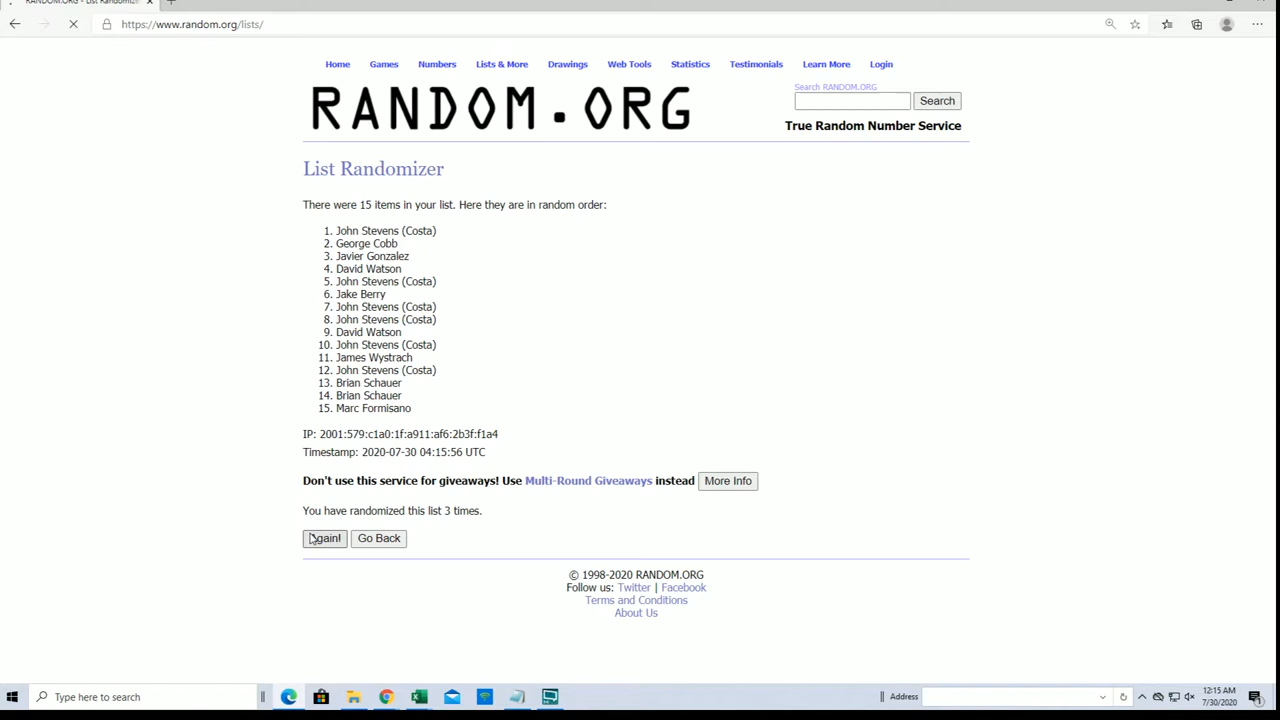 RANDOM.ORG - List Randomiz
https://www.random.org/lists/
Home Games Numbers Lists & More Drawings Web Tools Statistics Testimonials Learn More Login
Search RANDOM.ORG
RANDOM.ORG
Search
True Random Number Service
List Randomizer
There were 15 items in your list. Here they are in random order:
1. John Stevens (Costa)
2. George Cobb
3. Javier Gonzalez
4. David Watson
5. John Stevens (Costa)
6. Jake Berry
7. John Stevens (Costa)
8. John Stevens (Costa)
9. David Watson
10. John Stevens (Costa)
11. James Wystrach
12. John Stevens (Costa)
13. Brian Schauer
14. Brian Schauer
15. Marc Formisano
IP: 2001:579:c1a0:1f:a911:af6:2b3f:f1a4
Timestamp: 2020-07-30 04:15:56 UTC
Don't use this service for giveaways! Use Multi-Round Giveaways instead More Info
You have randomized this list 3 times.
Again! Go Back
© 1998-2020 RANDOM.ORG
Follow us: Twitter | Facebook
Terms and Conditions
About Us
Type here to search
Address
12:15 AM
7/30/2020